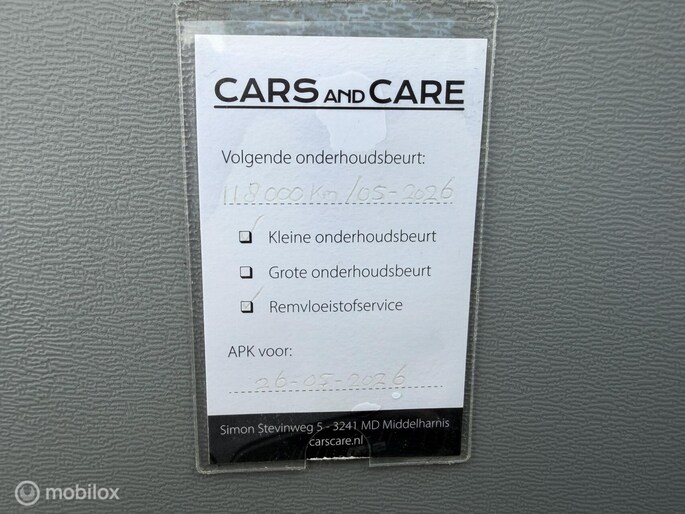 CARS AND CARE
Volgende onderhoudsbeurt:
118000 Km/05-2026
Kleine onderhoudsbeurt
Grote onderhoudsbeurt
Remvloeistofservice
APK voor:
26-05-2026
Simon Stevinweg 5 - 3241 MD Middelharnis
carscare.nl
mobilox